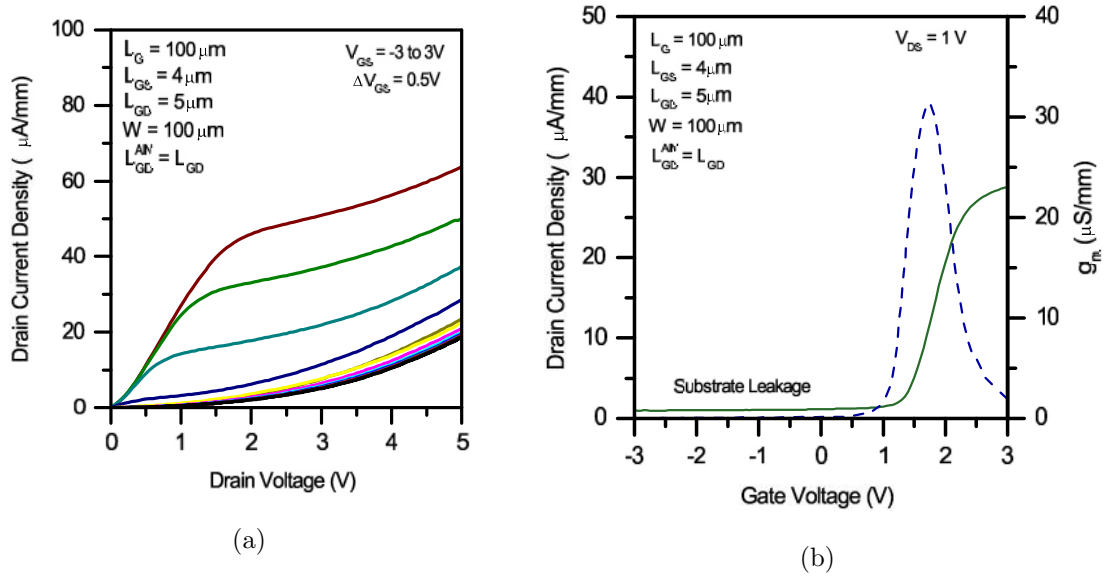 100
80
60
40
20
0
0 1 2 3 4 5
Drain Current Density ( μA/mm)
Drain Voltage (V)
L_G = 100 μm
L_GS = 4 μm
L_GD = 5 μm
W = 100 μm
L_GD^AlN = L_GD
V_GS = -3 to 3V
ΔV_GS = 0.5V
(a)
50
40
30
20
10
0
-3 -2 -1 0 1 2 3
40
30
20
10
0
Drain Current Density ( μA/mm)
Gate Voltage (V)
g_m (μS/mm)
L_G = 100 μm
L_GS = 4 μm
L_GD = 5 μm
W = 100 μm
L_GD^AlN = L_GD
V_DS = 1 V
Substrate Leakage
(b)